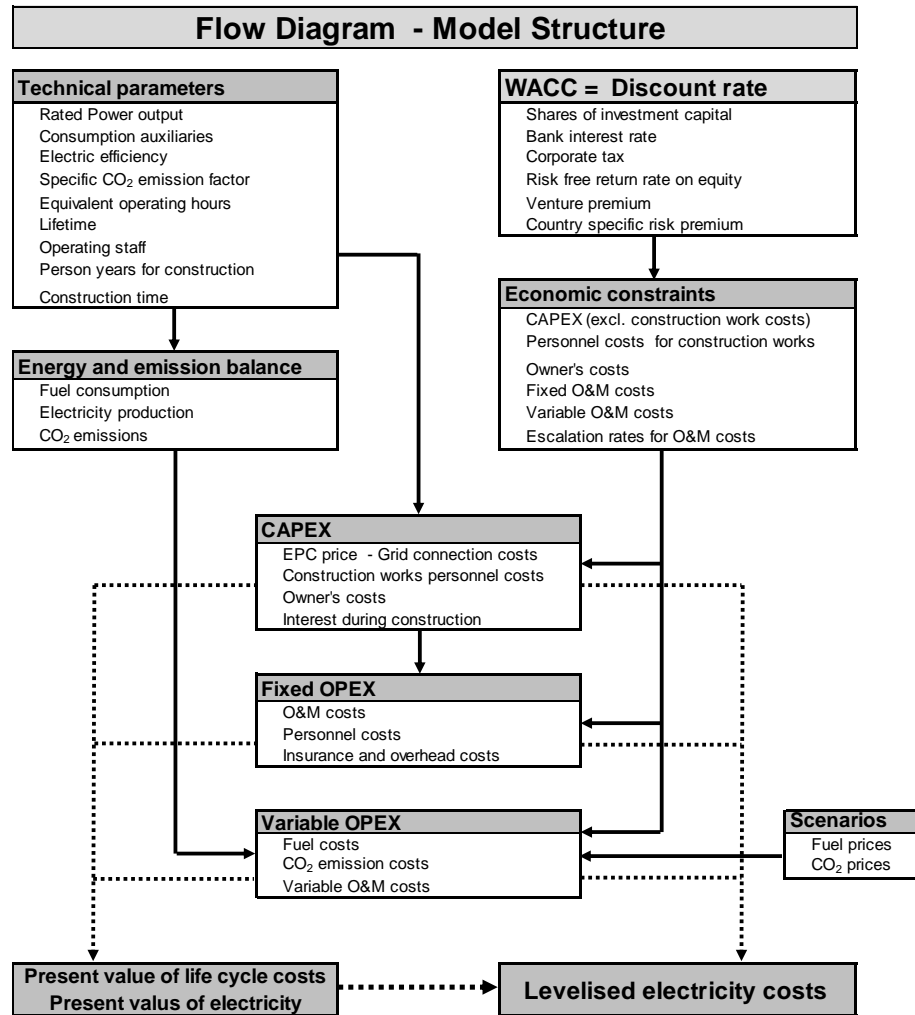 Flow Diagram - Model Structure
Technical parameters
Rated Power output
Consumption auxiliaries
Electric efficiency
Specific CO₂ emission factor
Equivalent operating hours
Lifetime
Operating staff
Person years for construction
Construction time
WACC = Discount rate
Shares of investment capital
Bank interest rate
Corporate tax
Risk free return rate on equity
Venture premium
Country specific risk premium
Energy and emission balance
Fuel consumption
Electricity production
CO₂ emissions
Economic constraints
CAPEX (excl. construction work costs)
Personnel costs for construction works
Owner's costs
Fixed O&M costs
Variable O&M costs
Escalation rates for O&M costs
CAPEX
EPC price - Grid connection costs
Construction works personnel costs
Owner's costs
Interest during construction
Fixed OPEX
O&M costs
Personnel costs
Insurance and overhead costs
Variable OPEX
Fuel costs
CO₂ emission costs
Variable O&M costs
Scenarios
Fuel prices
CO₂ prices
Present value of life cycle costs
Present valus of electricity
Levelised electricity costs